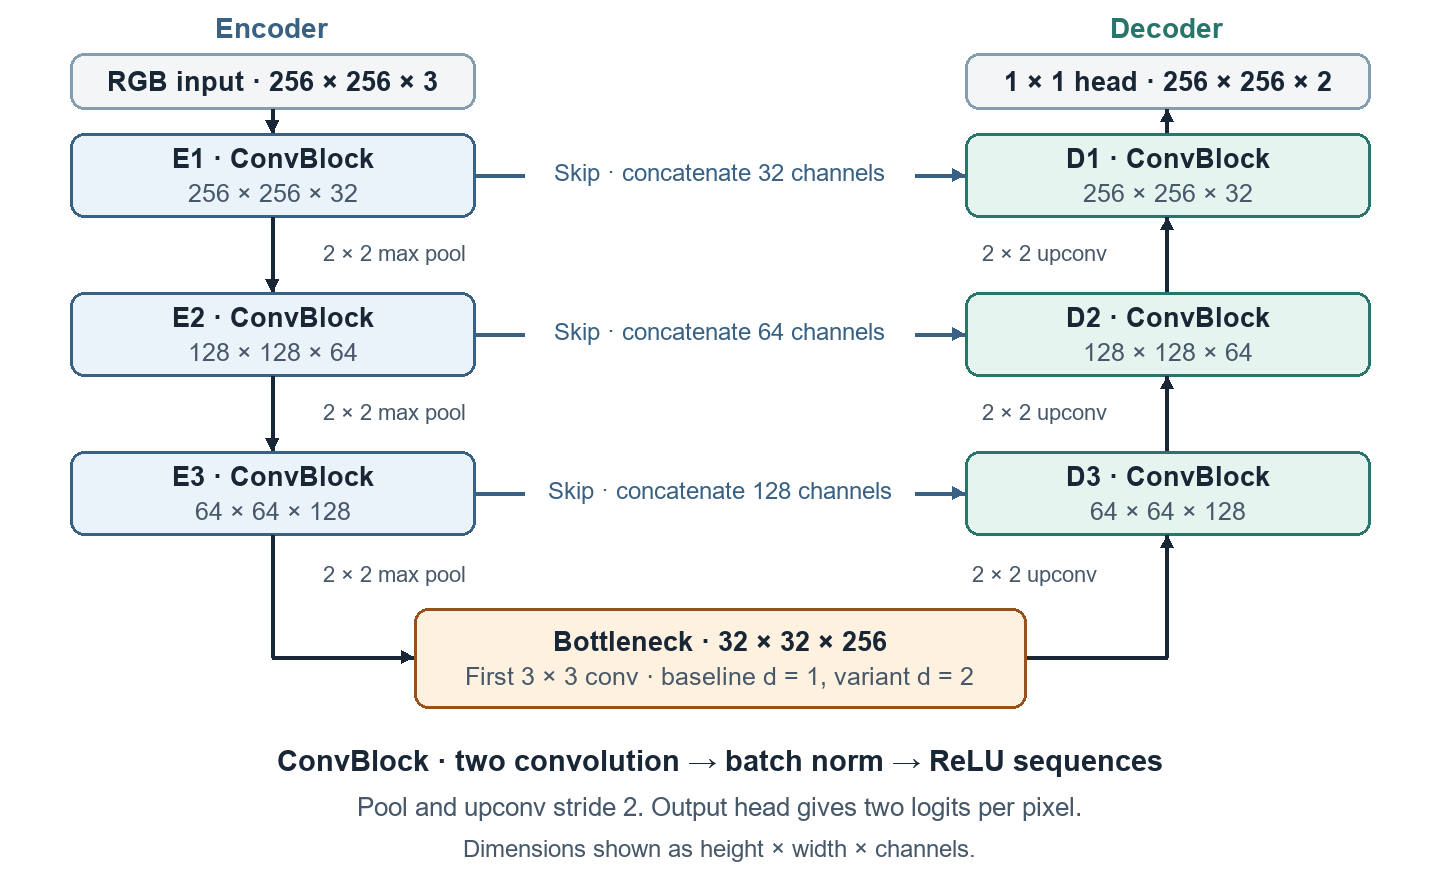 Encoder
Decoder
RGB input · 256 × 256 × 3
1 × 1 head · 256 × 256 × 2
E1 · ConvBlock
256 × 256 × 32
Skip · concatenate 32 channels
D1 · ConvBlock
256 × 256 × 32
2 × 2 max pool
2 × 2 upconv
E2 · ConvBlock
128 × 128 × 64
Skip · concatenate 64 channels
D2 · ConvBlock
128 × 128 × 64
2 × 2 max pool
2 × 2 upconv
E3 · ConvBlock
64 × 64 × 128
Skip · concatenate 128 channels
D3 · ConvBlock
64 × 64 × 128
2 × 2 max pool
2 × 2 upconv
Bottleneck · 32 × 32 × 256
First 3 × 3 conv · baseline d = 1, variant d = 2
ConvBlock · two convolution → batch norm → ReLU sequences
Pool and upconv stride 2. Output head gives two logits per pixel.
Dimensions shown as height × width × channels.